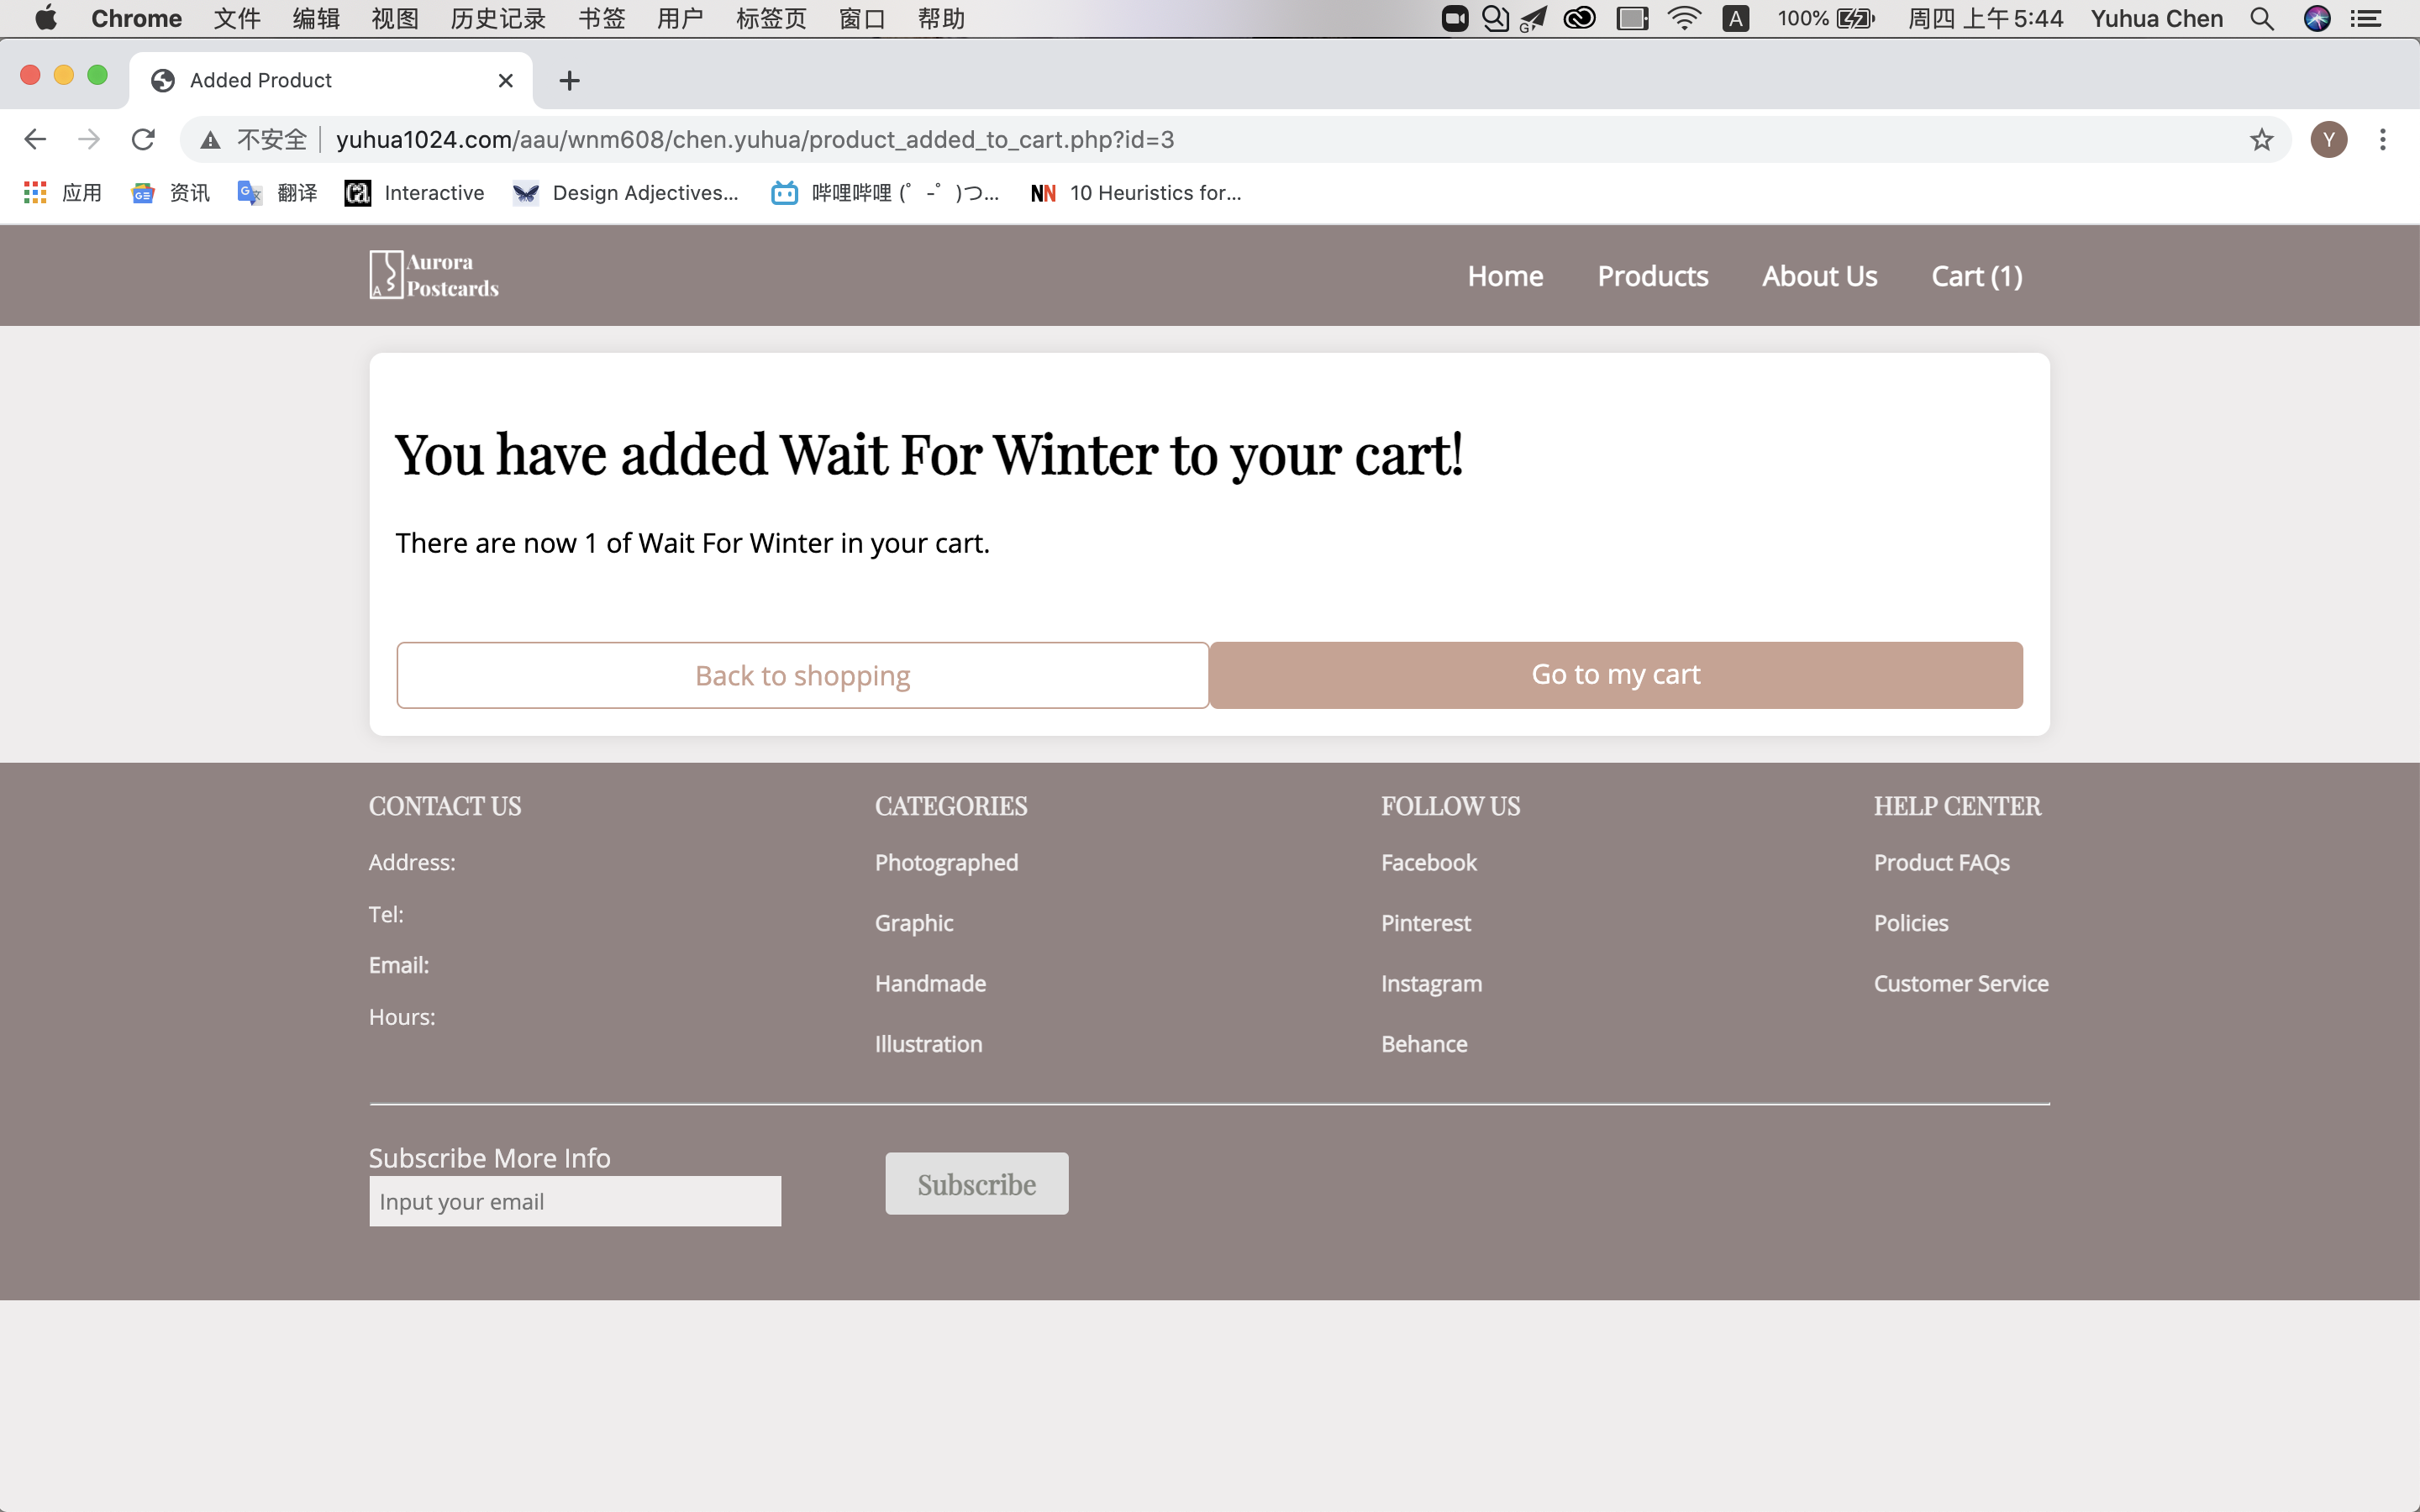 Chrome 文件 编辑 视图 历史记录 书签 用户 标签页 窗口 帮助 A 100% 周四 上午5:44 Yuhua Chen
Added Product
不安全 yuhua1024.com/aau/wnm608/chen.yuhua/product_added_to_cart.php?id=3 Y
应用 资讯 翻译 Interactive Design Adjectives... 哔哩哔哩 (゜-゜)つ... NN 10 Heuristics for...
A Aurora
Postcards
Home Products About Us Cart (1)
You have added Wait For Winter to your cart!
There are now 1 of Wait For Winter in your cart.
Back to shopping Go to my cart
CONTACT US
Address:
Tel:
Email:
Hours:
CATEGORIES
Photographed
Graphic
Handmade
Illustration
FOLLOW US
Facebook
Pinterest
Instagram
Behance
HELP CENTER
Product FAQs
Policies
Customer Service
Subscribe More Info
Input your email
Subscribe